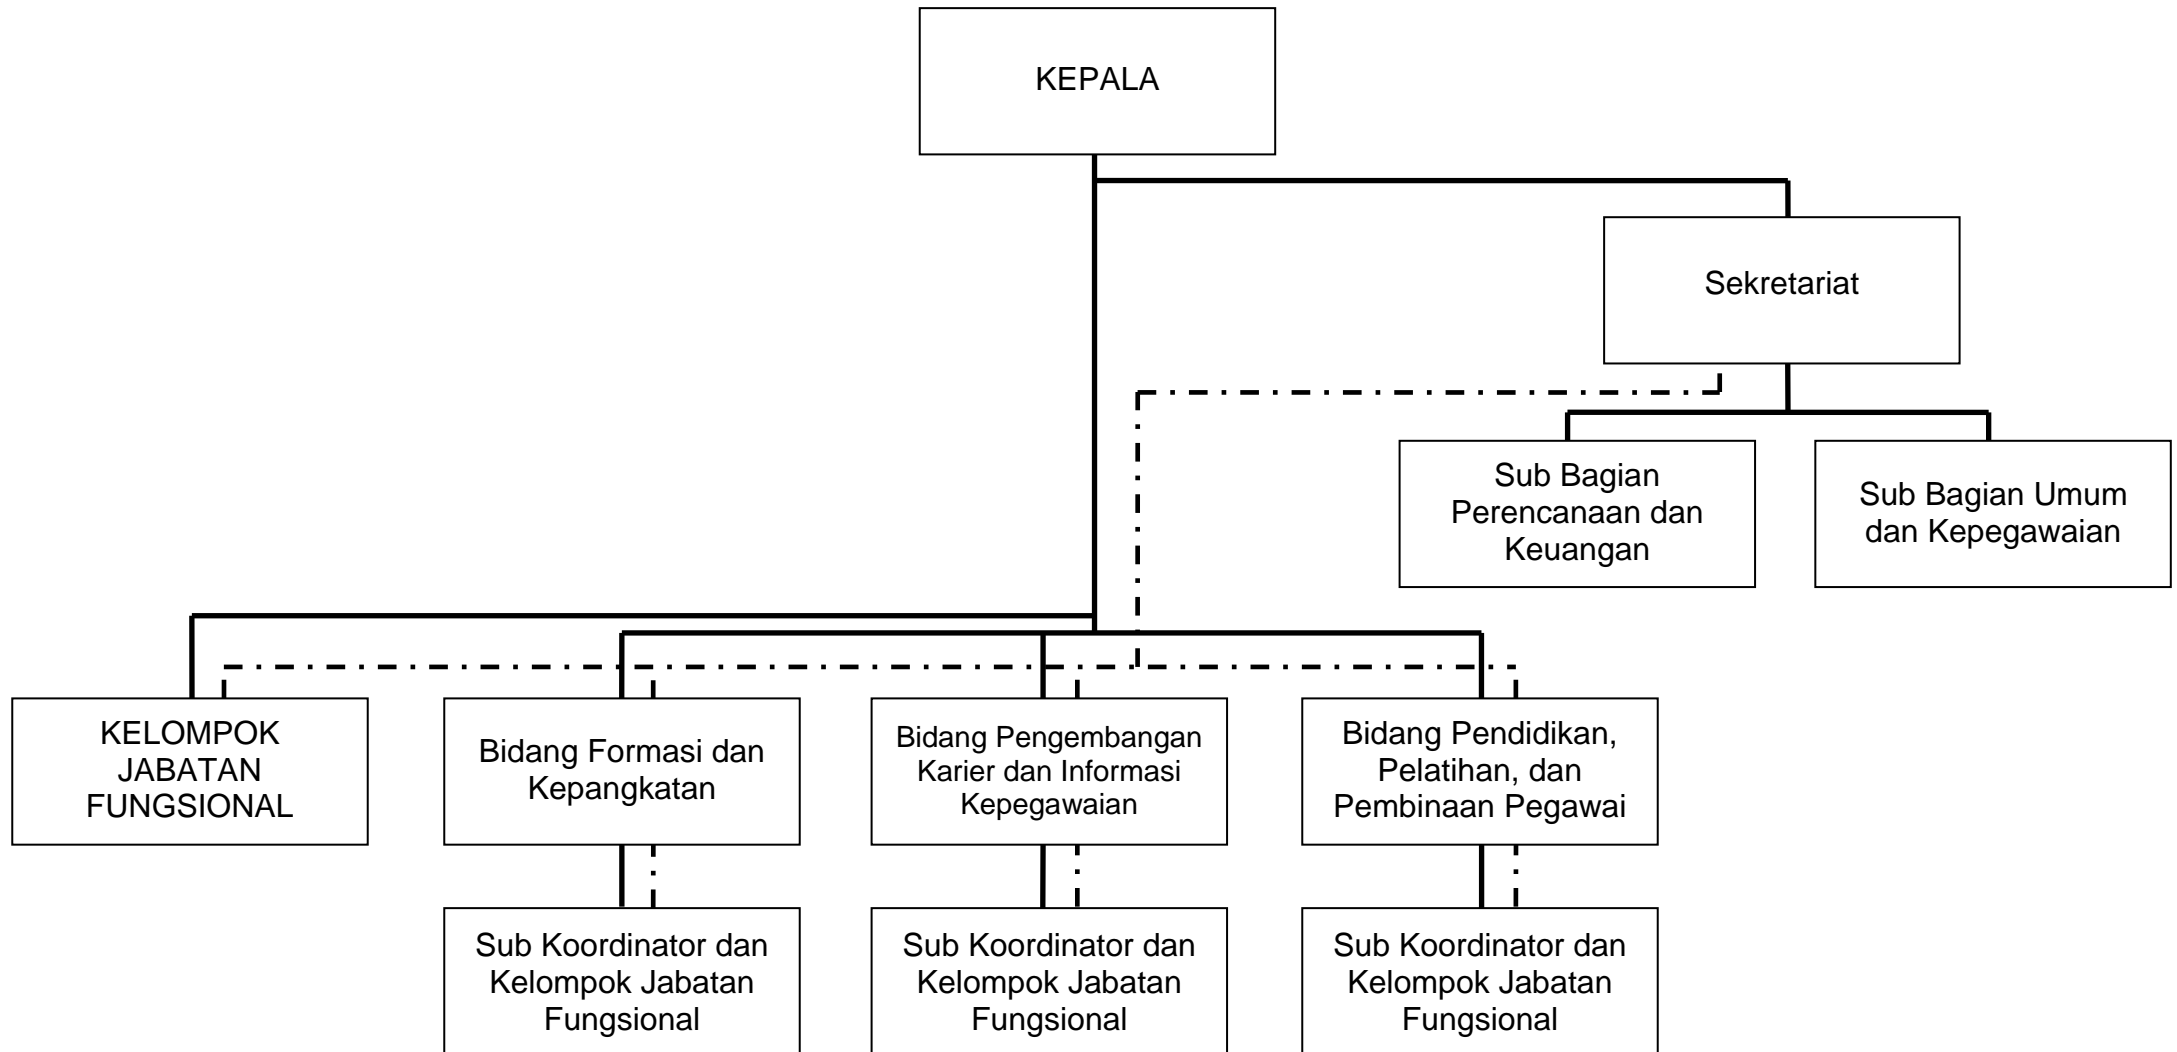 KEPALA
Sekretariat
Sub Bagian
Perencanaan dan
Keuangan
Sub Bagian Umum
dan Kepegawaian
KELOMPOK
JABATAN
FUNGSIONAL
Bidang Formasi dan
Kepangkatan
Bidang Pengembangan
Karier dan Informasi
Kepegawaian
Bidang Pendidikan,
Pelatihan, dan
Pembinaan Pegawai
Sub Koordinator dan
Kelompok Jabatan
Fungsional
Sub Koordinator dan
Kelompok Jabatan
Fungsional
Sub Koordinator dan
Kelompok Jabatan
Fungsional